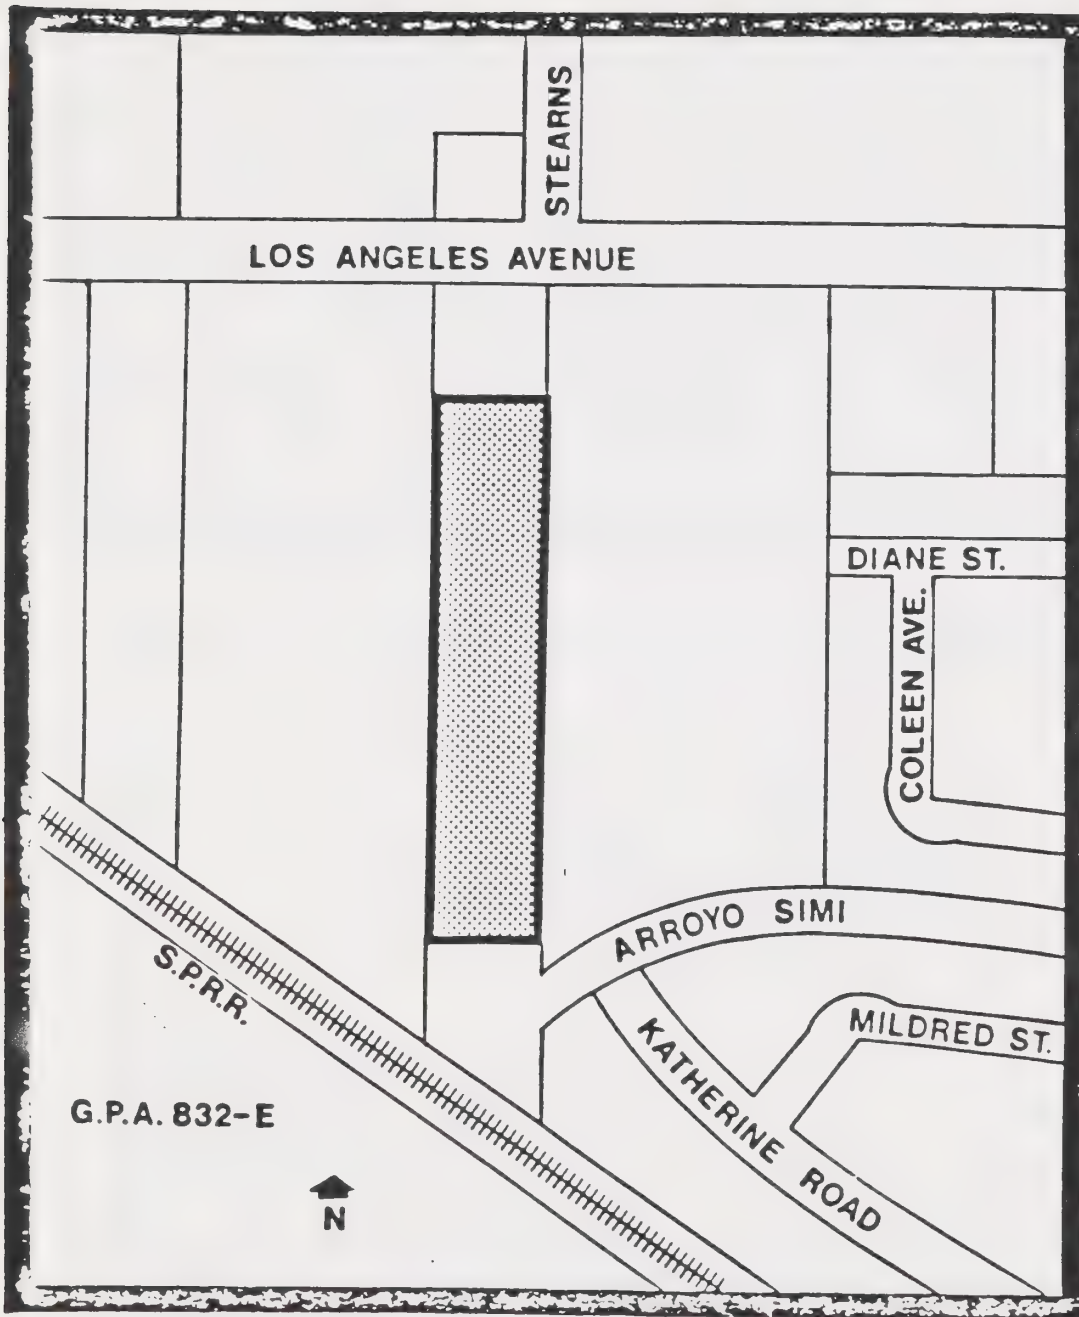 STEARNS
LOS ANGELES AVENUE
DIANE ST.
COLEEN AVE.
ARROYO SIMI
S.P.R.R.
MILDRED ST.
KATHERINE ROAD
G.P.A. 832-E
N